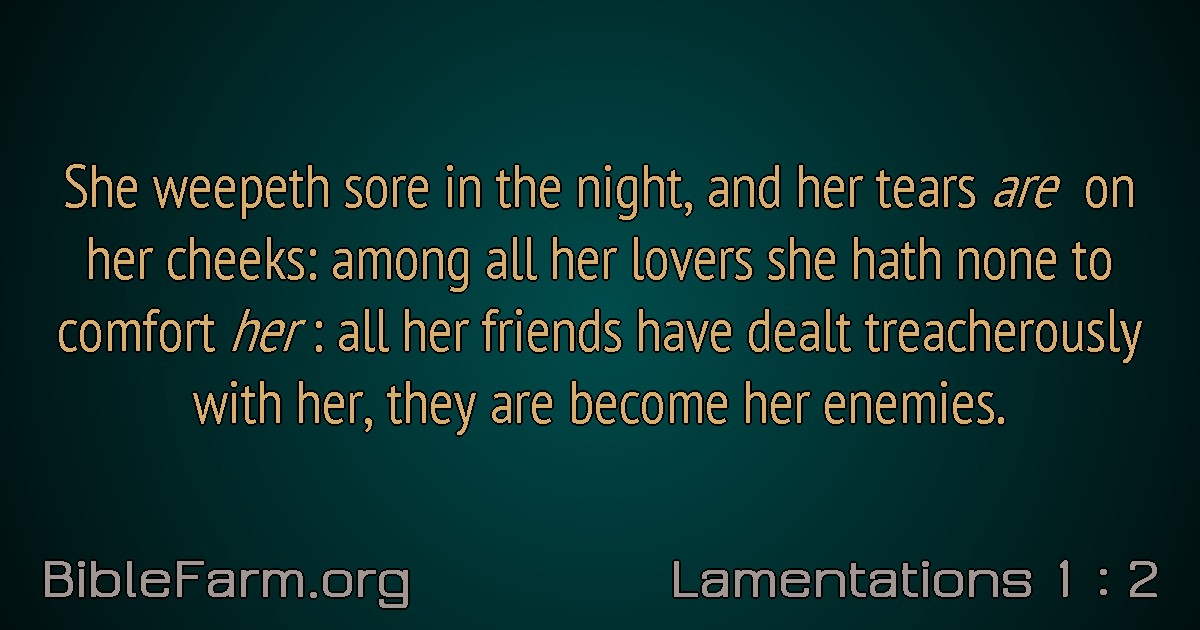 She weepeth sore in the night, and her tears are on
her cheeks: among all her lovers she hath none to
comfort her : all her friends have dealt treacherously
with her, they are become her enemies.
BibleFarm.org
Lamentations 1 : 2